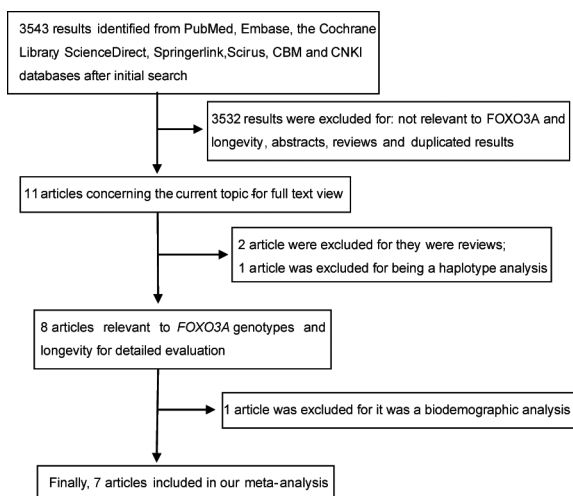 3543 results identified from PubMed, Embase, the Cochrane
Library, ScienceDirect, Springerlink,Scirus, CBM and CNKI
databases after initial search
3532 results were excluded for: not relevant to FOXO3A and
longevity, abstracts, reviews and duplicated results
11 articles concerning the current topic for full text view
2 article were excluded for they were reviews;
1 article was excluded for being a haplotype analysis
8 articles relevant to FOXO3A genotypes and
longevity for detailed evaluation
1 article was excluded for it was a biodemographic analysis
Finally, 7 articles included in our meta-analysis